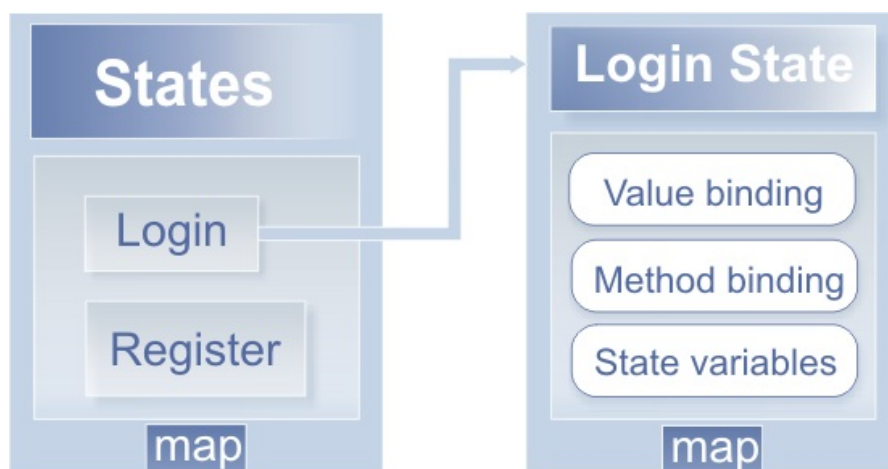 States
Login
Register
map
Login State
Value binding
Method binding
State variables
map